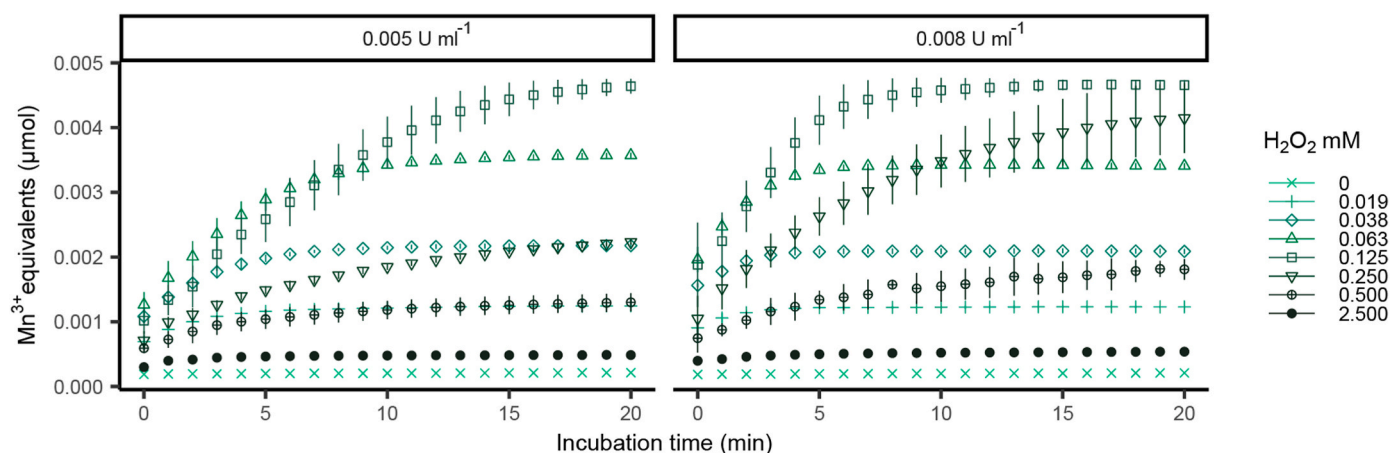 0.005 U ml⁻¹
0.008 U ml⁻¹
0.005
0.004
0.003
0.002
0.001
0.000
Mn³⁺equivalents (μmol)
0 5 10 15 20
0 5 10 15 20
Incubation time (min)
H₂O₂ mM
0
0.019
0.038
0.063
0.125
0.250
0.500
2.500